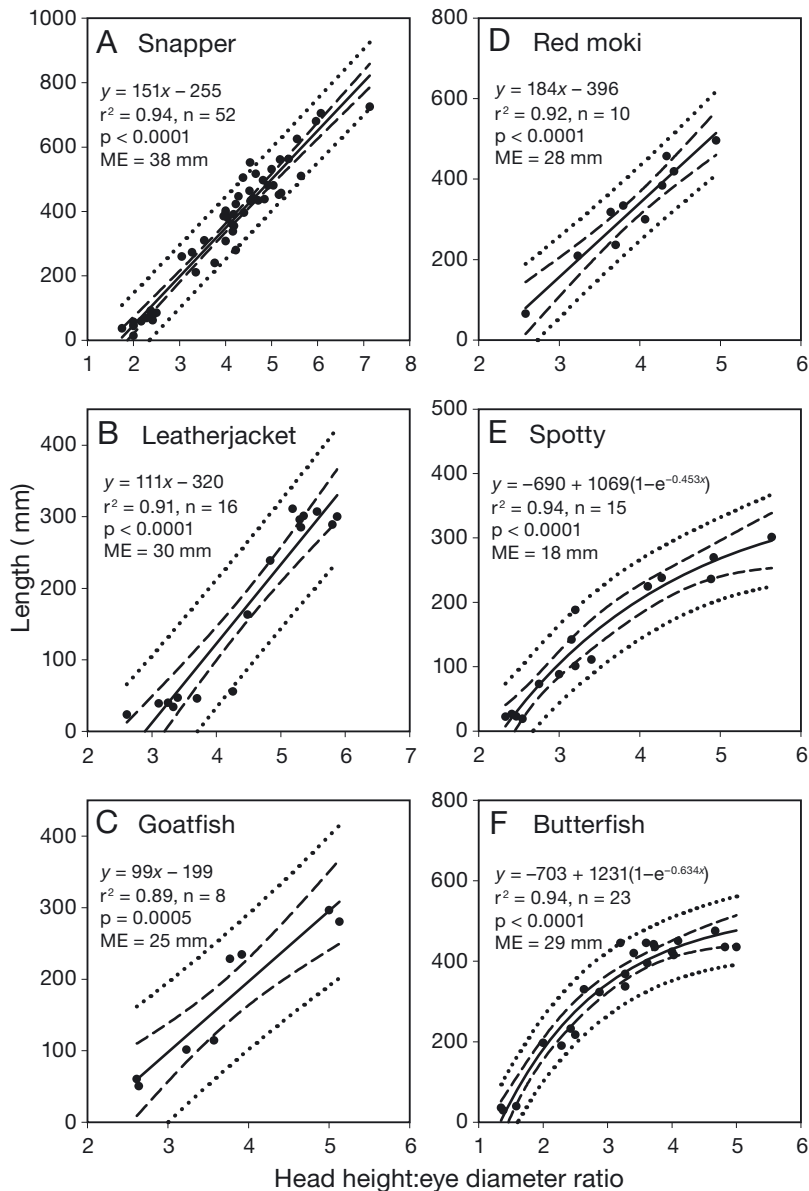 A Snapper
y = 151x – 255
r² = 0.94, n = 52
p < 0.0001
ME = 38 mm
1000
800
600
400
200
0
1 2 3 4 5 6 7 8
D Red moki
y = 184x – 396
r² = 0.92, n = 10
p < 0.0001
ME = 28 mm
800
600
400
200
0
2 3 4 5 6
B Leatherjacket
y = 111x – 320
r² = 0.91, n = 16
p < 0.0001
ME = 30 mm
400
300
200
100
0
2 3 4 5 6 7
E Spotty
y = –690 + 1069(1–e^–0.453x)
r² = 0.94, n = 15
p < 0.0001
ME = 18 mm
500
400
300
200
100
0
2 3 4 5 6
C Goatfish
y = 99x – 199
r² = 0.89, n = 8
p = 0.0005
ME = 25 mm
400
300
200
100
0
2 3 4 5 6
F Butterfish
y = –703 + 1231(1–e^–0.634x)
r² = 0.94, n = 23
p < 0.0001
ME = 29 mm
800
600
400
200
0
1 2 3 4 5 6
Length ( mm)
Head height:eye diameter ratio